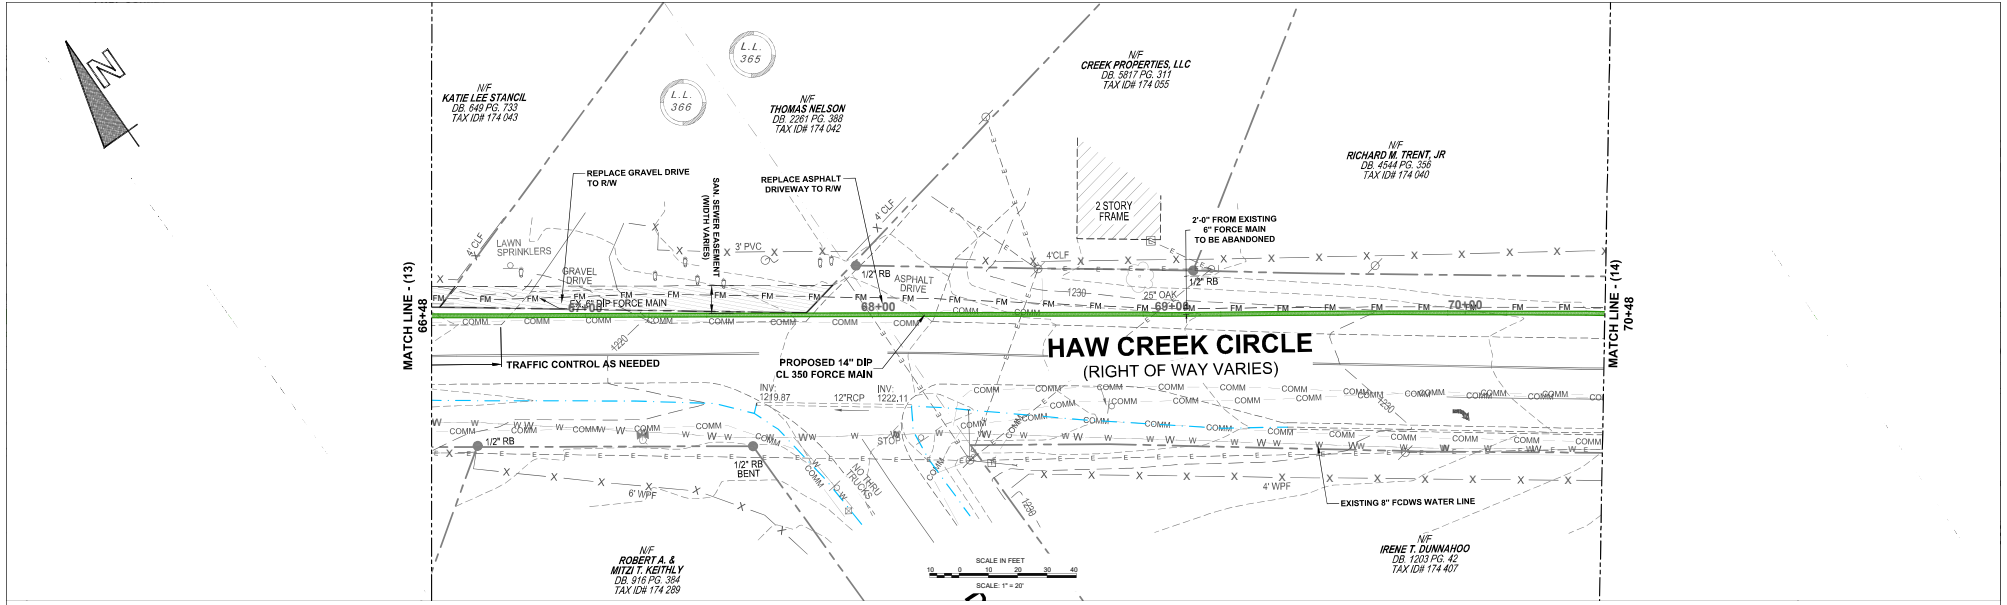 N
MATCH LINE - (13)
66+48
N/F
KATIE LEE STANCIL
DB. 649 PG. 733
TAX ID# 174 043
L.L.
365
L.L.
366
N/F
THOMAS NELSON
DB. 2261 PG. 388
TAX ID# 174 042
N/F
CREEK PROPERTIES, LLC
DB. 5817 PG. 311
TAX ID# 174 055
N/F
RICHARD M. TRENT, JR
DB. 4544 PG. 356
TAX ID# 174 040
REPLACE GRAVEL DRIVE
TO R/W
SAN. SEWER EASEMENT
(WIDTH VARIES)
REPLACE ASPHALT
DRIVEWAY TO R/W
2 STORY
FRAME
2'-0" FROM EXISTING
6" FORCE MAIN
TO BE ABANDONED
4' CLF
LAWN
SPRINKLERS
GRAVEL
DRIVE
3' PVC
4' CLF
1/2" RB
ASPHALT
DRIVE
4'CLF
1230
25" OAK
1/2" RB
EX. 6" DIP FORCE MAIN
67+00
68+00
69+00
70+00
1220
TRAFFIC CONTROL AS NEEDED
PROPOSED 14" DIP
CL 350 FORCE MAIN
HAW CREEK CIRCLE
(RIGHT OF WAY VARIES)
MATCH LINE - (14)
70+48
INV:
1219.87
12"RCP
INV:
1222.11
STOP
1230
1/2" RB
1/2" RB
BENT
6' WPF
NO THRU
TRUCKS
1230
4' WPF
EXISTING 8" FCDWS WATER LINE
N/F
ROBERT A. &
MITZI T. KEITHLY
DB. 916 PG. 384
TAX ID# 174 289
SCALE IN FEET
10 0 10 20 30 40
SCALE: 1" = 20'
N/F
IRENE T. DUNNAHOO
DB. 1203 PG. 42
TAX ID# 174 407